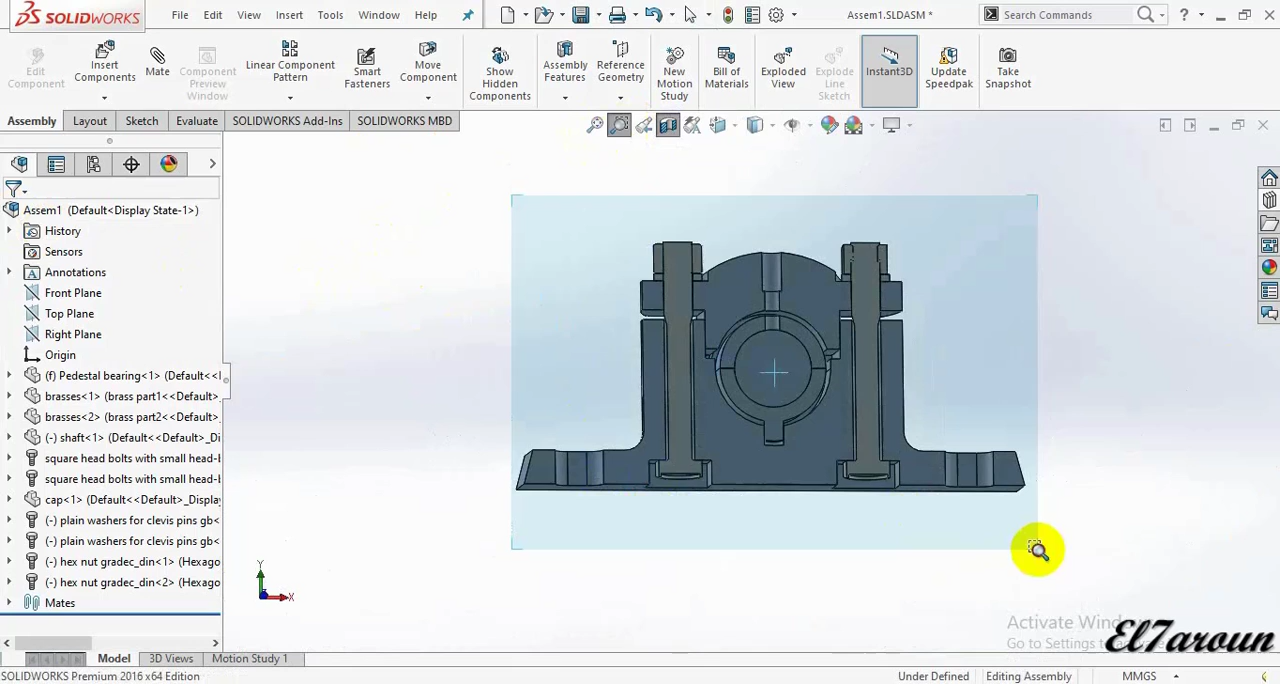 SOLIDWORKS
File Edit View Insert Tools Window Help
Assem1.SLDASM *
Search Commands
Edit Component
Insert Components
Mate
Component Preview Window
Linear Component Pattern
Smart Fasteners
Move Component
Show Hidden Components
Assembly Features
Reference Geometry
New Motion Study
Bill of Materials
Exploded View
Explode Line Sketch
Instant3D
Update Speedpak
Take Snapshot
Assembly Layout Sketch Evaluate SOLIDWORKS Add-Ins SOLIDWORKS MBD
Assem1 (Default<Display State-1>)
History
Sensors
Annotations
Front Plane
Top Plane
Right Plane
Origin
(f) Pedestal bearing<1> (Default<<
brasses<1> (brass part1<<Default>
brasses<2> (brass part2<<Default>
(-) shaft<1> (Default<<Default>_Di
square head bolts with small head-
square head bolts with small head-
cap<1> (Default<<Default>_Display
(-) plain washers for clevis pins gb<
(-) plain washers for clevis pins gb<
(-) hex nut gradec_din<1> (Hexago
(-) hex nut gradec_din<2> (Hexago
Mates
Y
X
Activate Win
Go to Settings to
El7aroun
Model 3D Views Motion Study 1
SOLIDWORKS Premium 2016 x64 Edition
Under Defined Editing Assembly MMGS